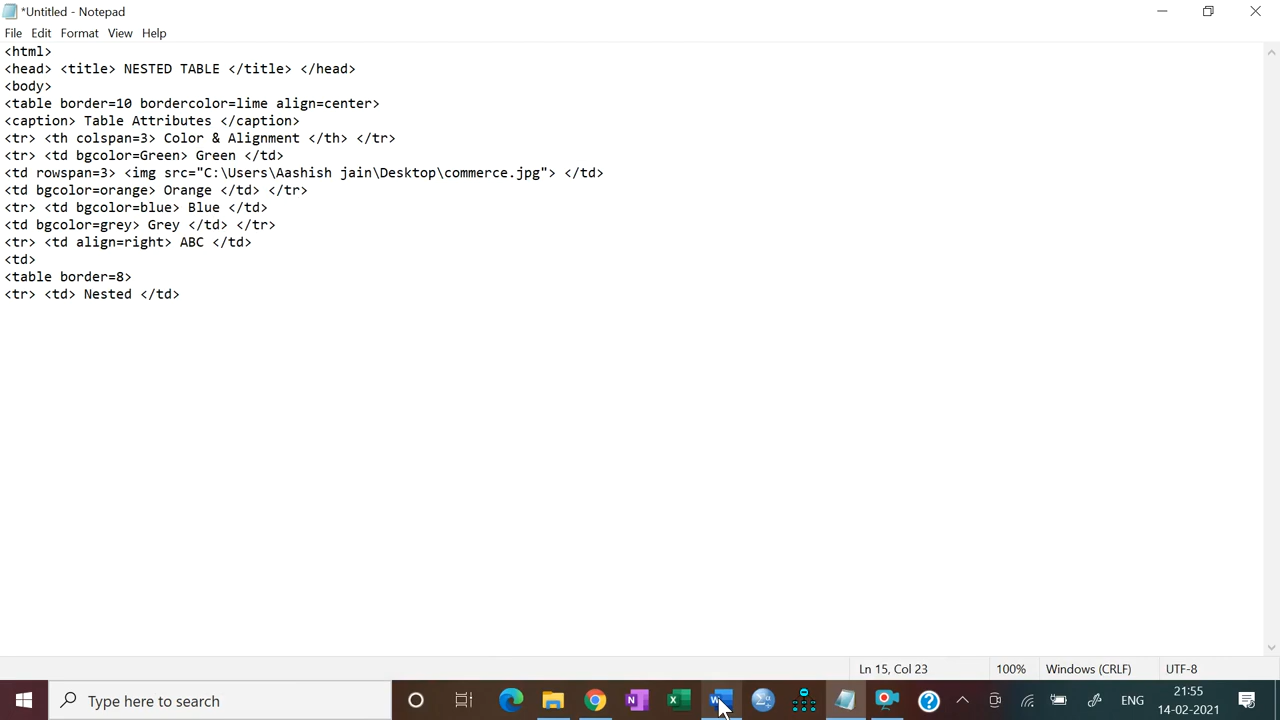 *Untitled - Notepad
File Edit Format View Help
<html>
<head> <title> NESTED TABLE </title> </head>
<body>
<table border=10 bordercolor=lime align=center>
<caption> Table Attributes </caption>
<tr> <th colspan=3> Color & Alignment </th> </tr>
<tr> <td bgcolor=Green> Green </td>
<td rowspan=3> <img src="C:\Users\Aashish jain\Desktop\commerce.jpg"> </td>
<td bgcolor=orange> Orange </td> </tr>
<tr> <td bgcolor=blue> Blue </td>
<td bgcolor=grey> Grey </td> </tr>
<tr> <td align=right> ABC </td>
<td>
<table border=8>
<tr> <td> Nested </td>
Ln 15, Col 23 100% Windows (CRLF) UTF-8
Type here to search ENG 21:55
14-02-2021